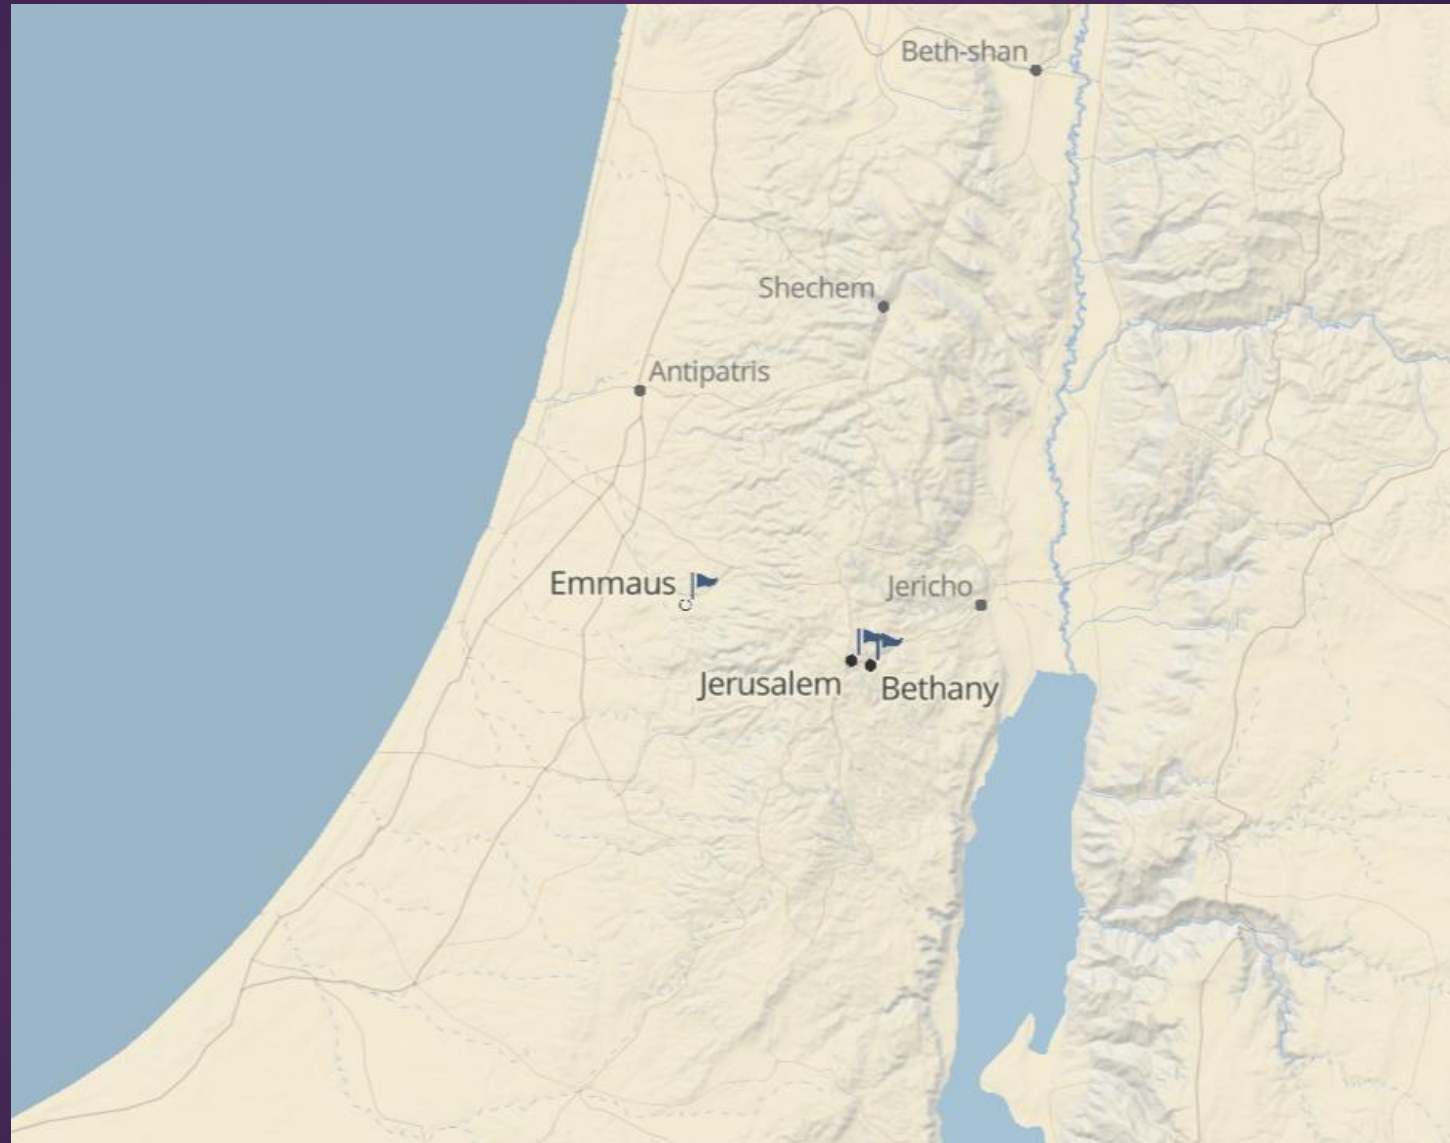 Beth-shan
Shechem
Antipatris
Emmaus
Jericho
Jerusalem
Bethany